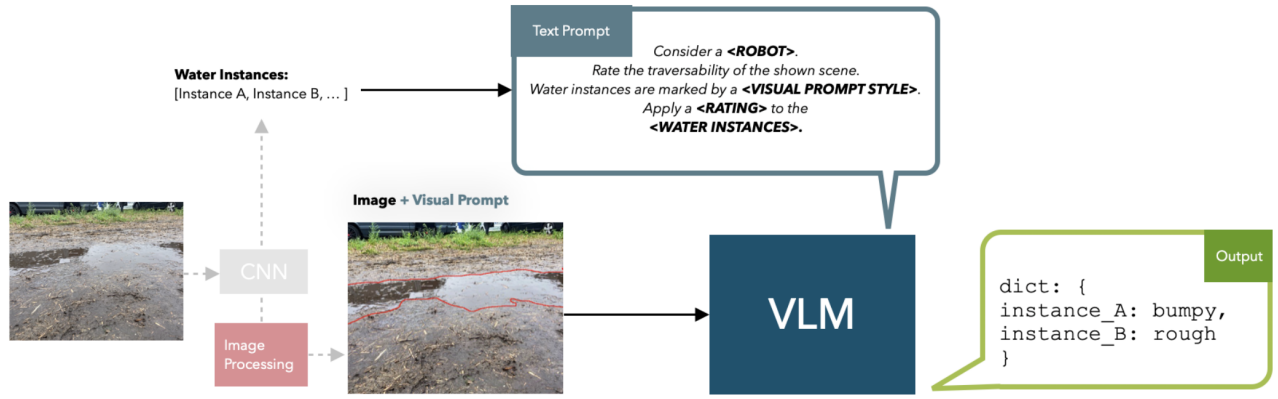 Text Prompt
Consider a <ROBOT>.
Rate the traversability of the shown scene.
Water instances are marked by a <VISUAL PROMPT STYLE>.
Apply a <RATING> to the
<WATER INSTANCES>.
Water Instances:
[Instance A, Instance B, ... ]
Image + Visual Prompt
CNN
Image
Processing
VLM
Output
dict: {
instance_A: bumpy,
instance_B: rough
}